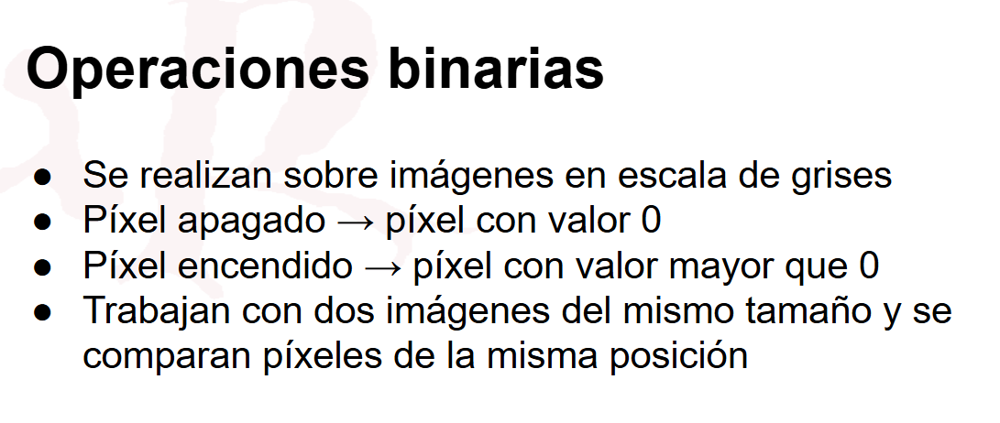 Operaciones binarias
● Se realizan sobre imágenes en escala de grises
● Píxel apagado → píxel con valor 0
● Píxel encendido → píxel con valor mayor que 0
● Trabajan con dos imágenes del mismo tamaño y se
comparan píxeles de la misma posición